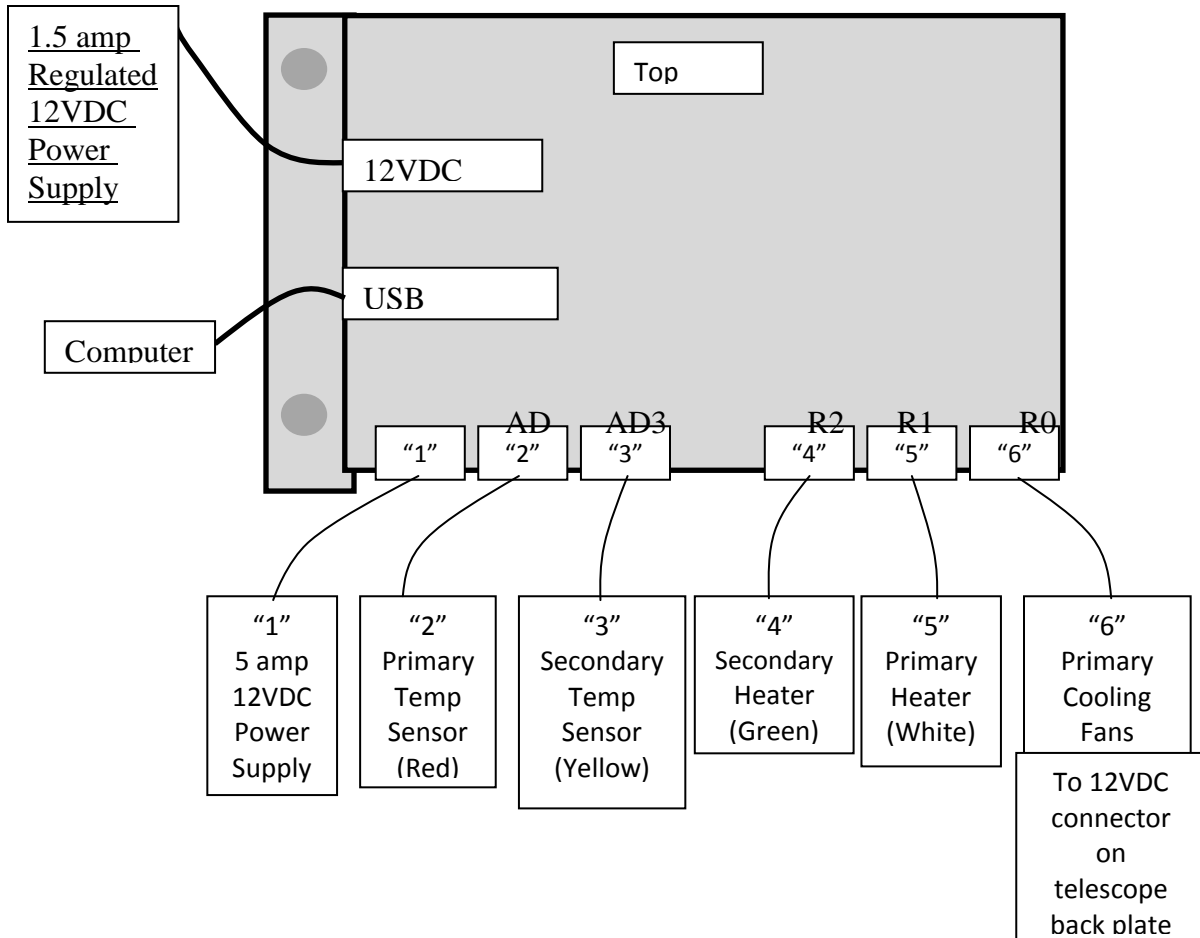 1.5 amp
Regulated
12VDC
Power
Supply
Top
12VDC
USB
Computer
AD
AD3
R2
R1
R0
“1”
“2”
“3”
“4”
“5”
“6”
“1”
5 amp
12VDC
Power
Supply
“2”
Primary
Temp
Sensor
(Red)
“3”
Secondary
Temp
Sensor
(Yellow)
“4”
Secondary
Heater
(Green)
“5”
Primary
Heater
(White)
“6”
Primary
Cooling
Fans
To 12VDC
connector
on
telescope
back plate